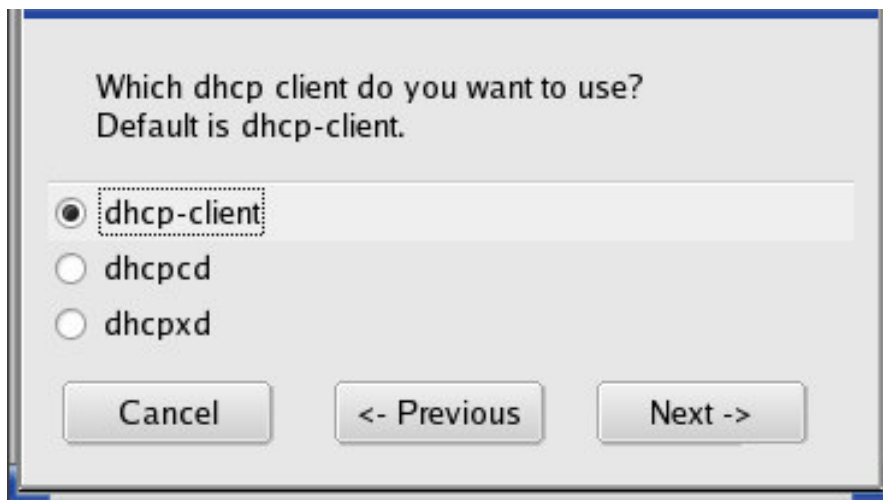 Which dhcp client do you want to use?
Default is dhcp-client.
dhcp-client
dhcpcd
dhcpxd
Cancel
<- Previous
Next ->